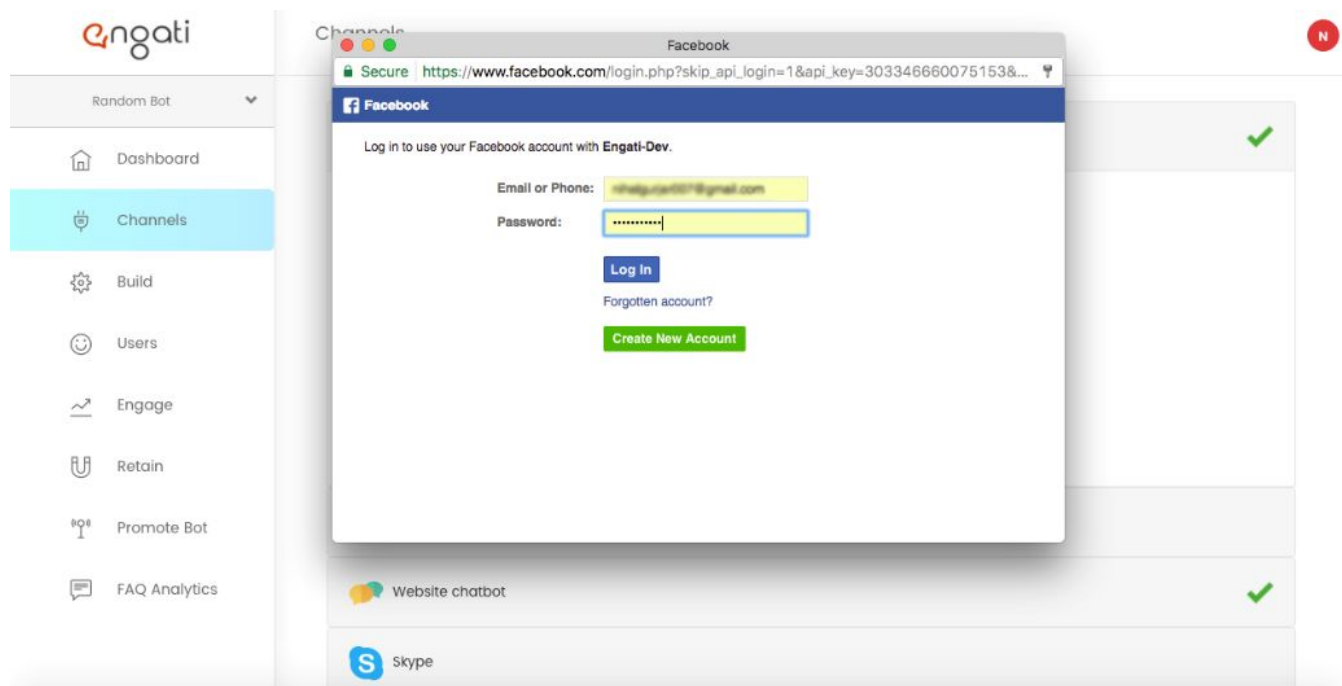 engati
Channels
N
Random Bot
Dashboard
Channels
Build
Users
Engage
Retain
Promote Bot
FAQ Analytics
Facebook
Secure https://www.facebook.com/login.php?skip_api_login=1&api_key=303346660075153&...
Facebook
Log in to use your Facebook account with Engati-Dev.
Email or Phone: @gmail.com
Password: •••••••••••
Log In
Forgotten account?
Create New Account
Website chatbot
Skype